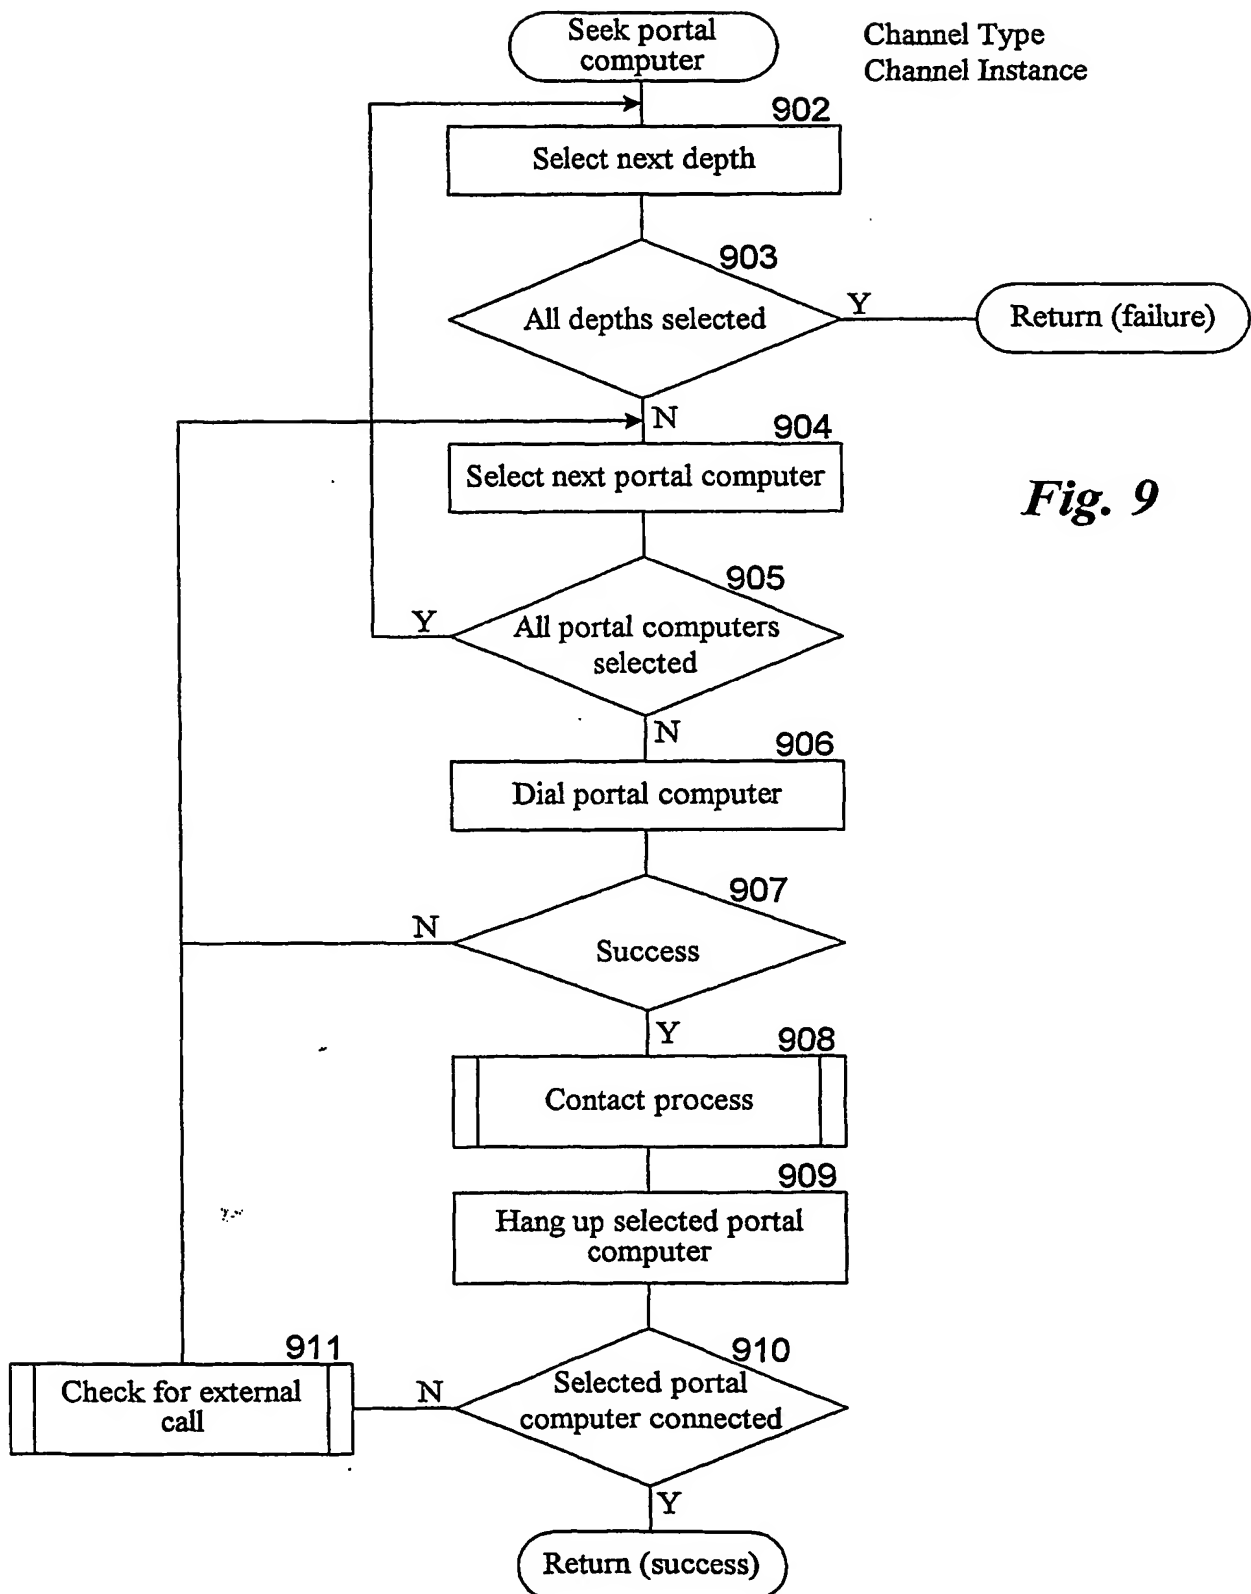 Seek portal
computer
Channel Type
Channel Instance
902
Select next depth
903
All depths selected
Y
Return (failure)
N
904
Select next portal computer
Fig. 9
905
Y
All portal computers
selected
N
906
Dial portal computer
907
N
Success
Y
908
Contact process
909
Hang up selected portal
computer
911
Check for external
call
N
910
Selected portal
computer connected
Y
Return (success)